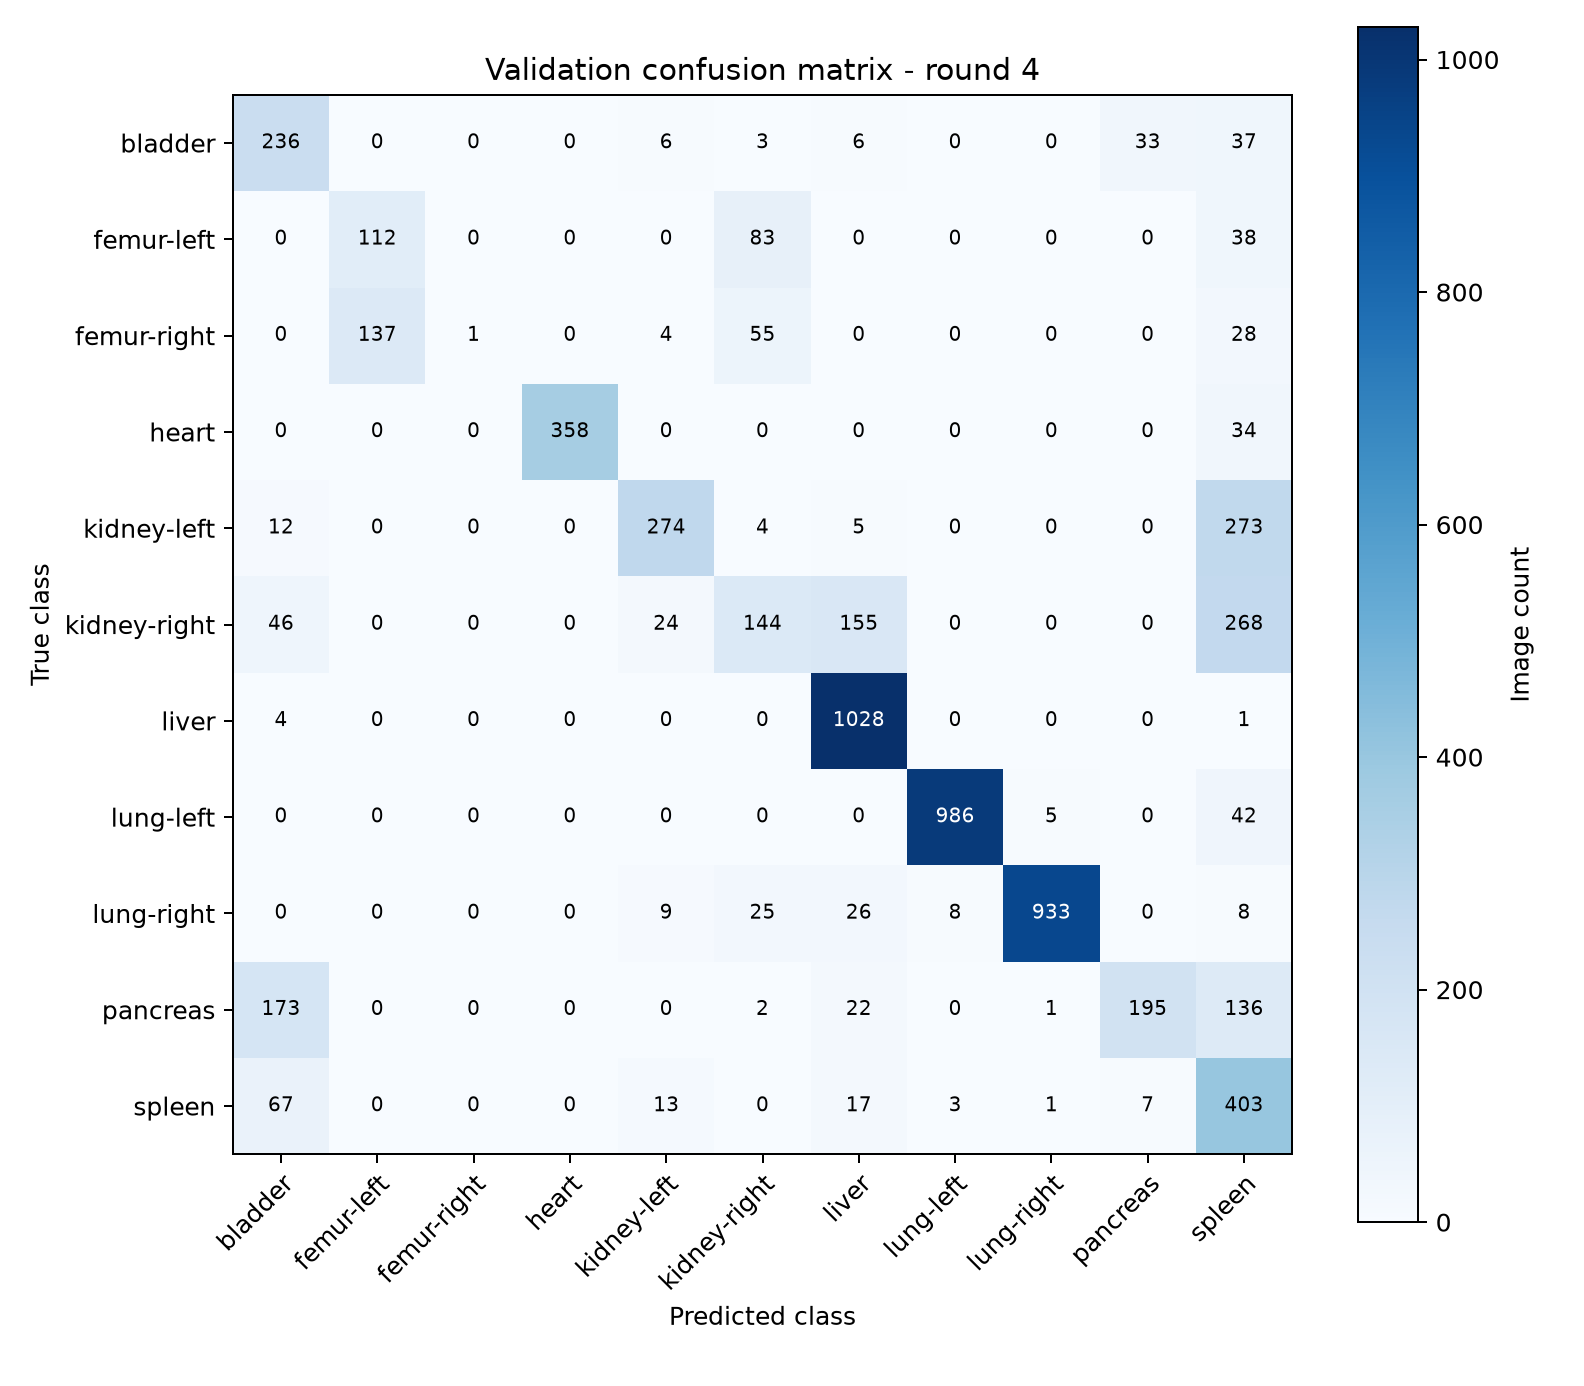 Validation confusion matrix - round 4
bladder 236 0 0 0 6 3 6 0 0 33 37
femur-left 0 112 0 0 0 83 0 0 0 0 38
femur-right 0 137 1 0 4 55 0 0 0 0 28
heart 0 0 0 358 0 0 0 0 0 0 34
kidney-left 12 0 0 0 274 4 5 0 0 0 273
kidney-right 46 0 0 0 24 144 155 0 0 0 268
liver 4 0 0 0 0 0 1028 0 0 0 1
lung-left 0 0 0 0 0 0 0 986 5 0 42
lung-right 0 0 0 0 9 25 26 8 933 0 8
pancreas 173 0 0 0 0 2 22 0 1 195 136
spleen 67 0 0 0 13 0 17 3 1 7 403
bladder femur-left femur-right heart kidney-left kidney-right liver lung-left lung-right pancreas spleen
Predicted class
True class
1000
800
600
400
200
0
Image count